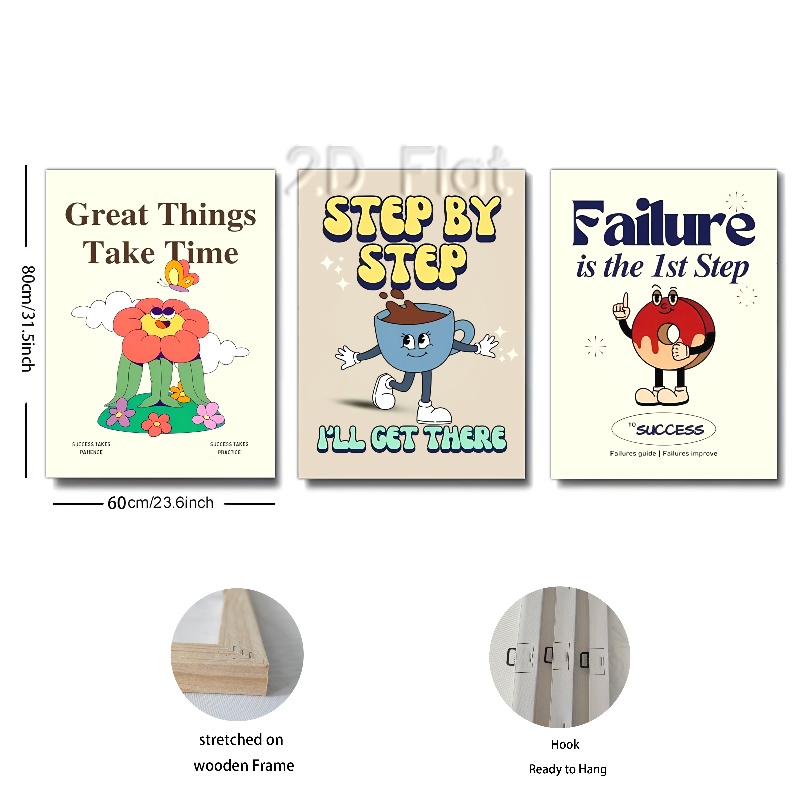 2D Flat
Great Things
Take Time
SUCCESS TAKES
PATIENCE
SUCCESS TAKES
PRACTICE
STEP BY
STEP
I'LL GET THERE
Failure
is the 1st Step
TO SUCCESS
Failures guide | Failures improve
80cm/31.5inch
60cm/23.6inch
stretched on
wooden Frame
Hook
Ready to Hang